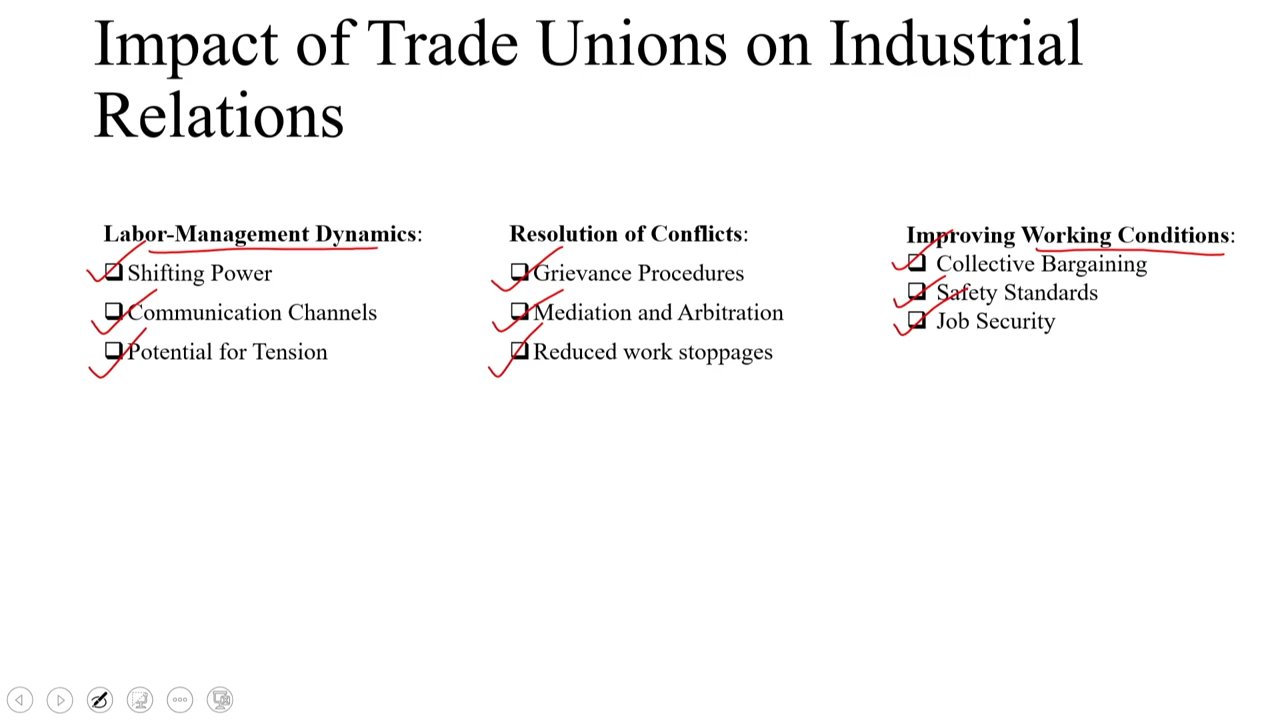 Impact of Trade Unions on Industrial
Relations
Labor-Management Dynamics:
Shifting Power
Communication Channels
Potential for Tension
Resolution of Conflicts:
Grievance Procedures
Mediation and Arbitration
Reduced work stoppages
Improving Working Conditions:
Collective Bargaining
Safety Standards
Job Security